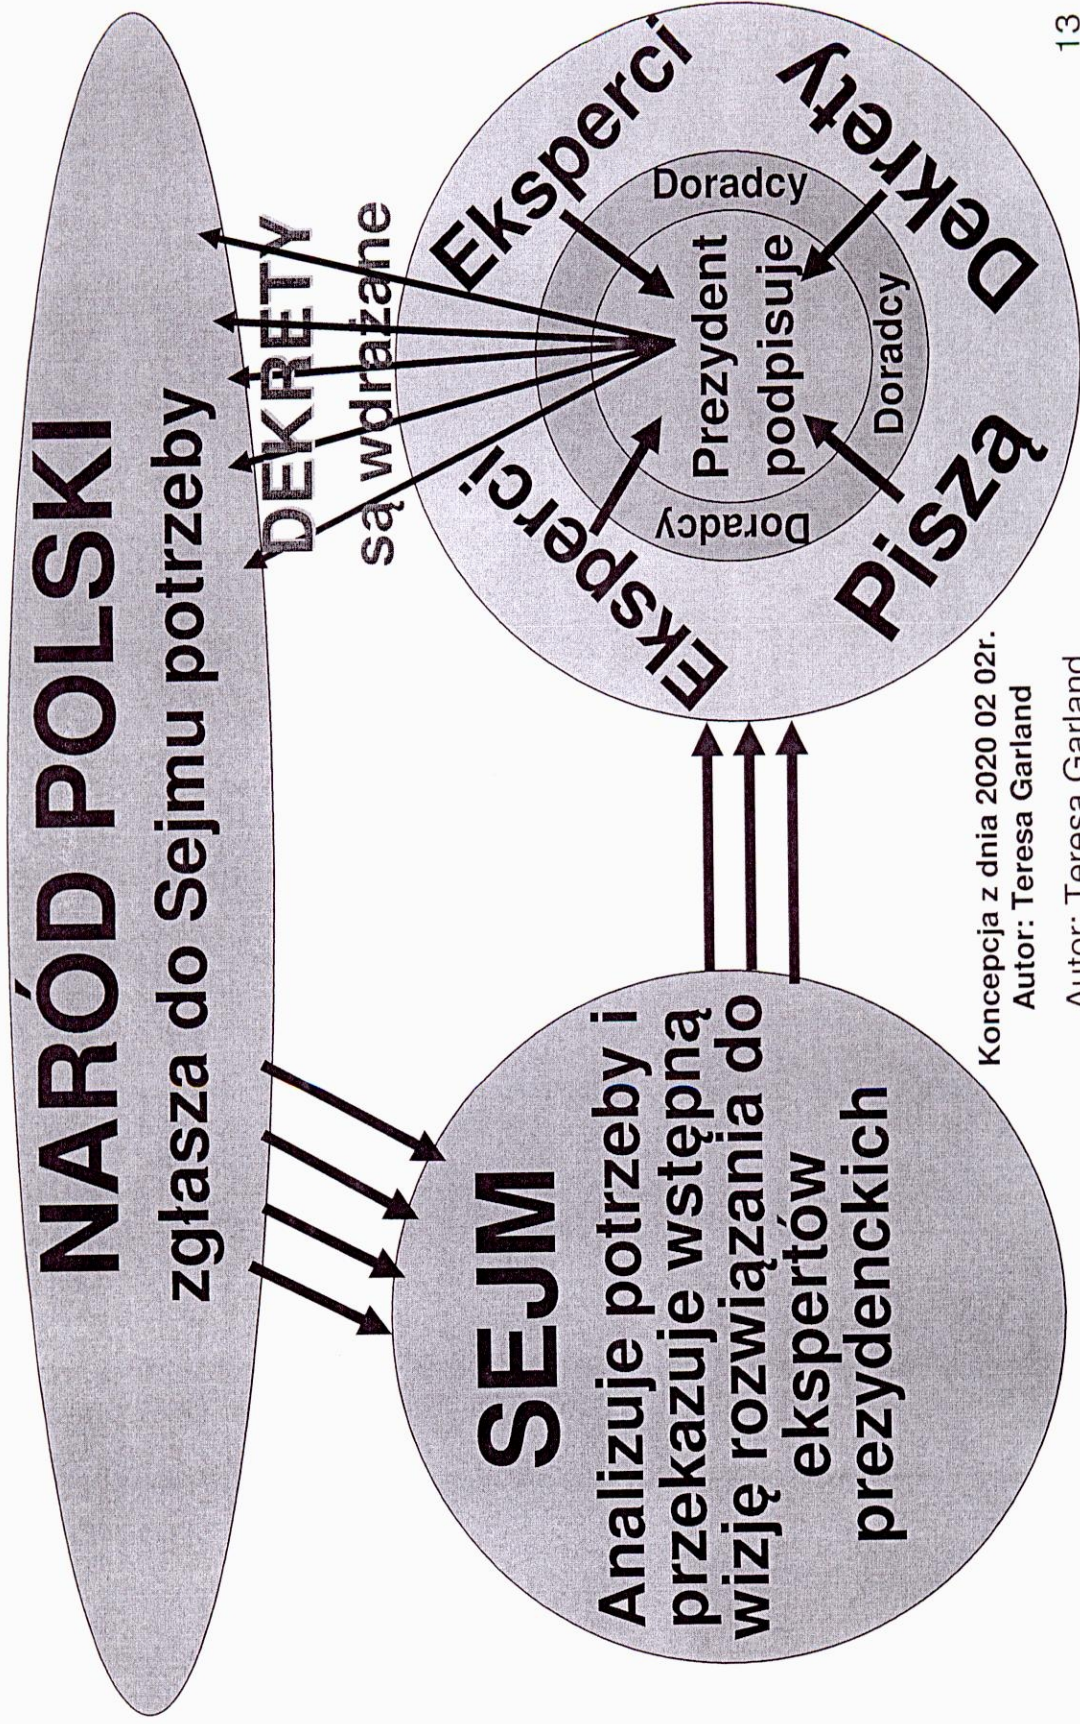 NARÓD POLSKI
zgłasza do Sejmu potrzeby
DEKRETY
są wdrażane
SEJM
Analizuje potrzeby i
przekazuje wstępną
wizję rozwiązania do
ekspertów
prezydenckich
Eksperci
Eksperci
Piszą
Dekrety
Doradcy
Doradcy
Doradcy
Prezydent
podpisuje
Koncepcja z dnia 2020 02 02r.
Autor: Teresa Garland
Autor: Teresa Garland
13